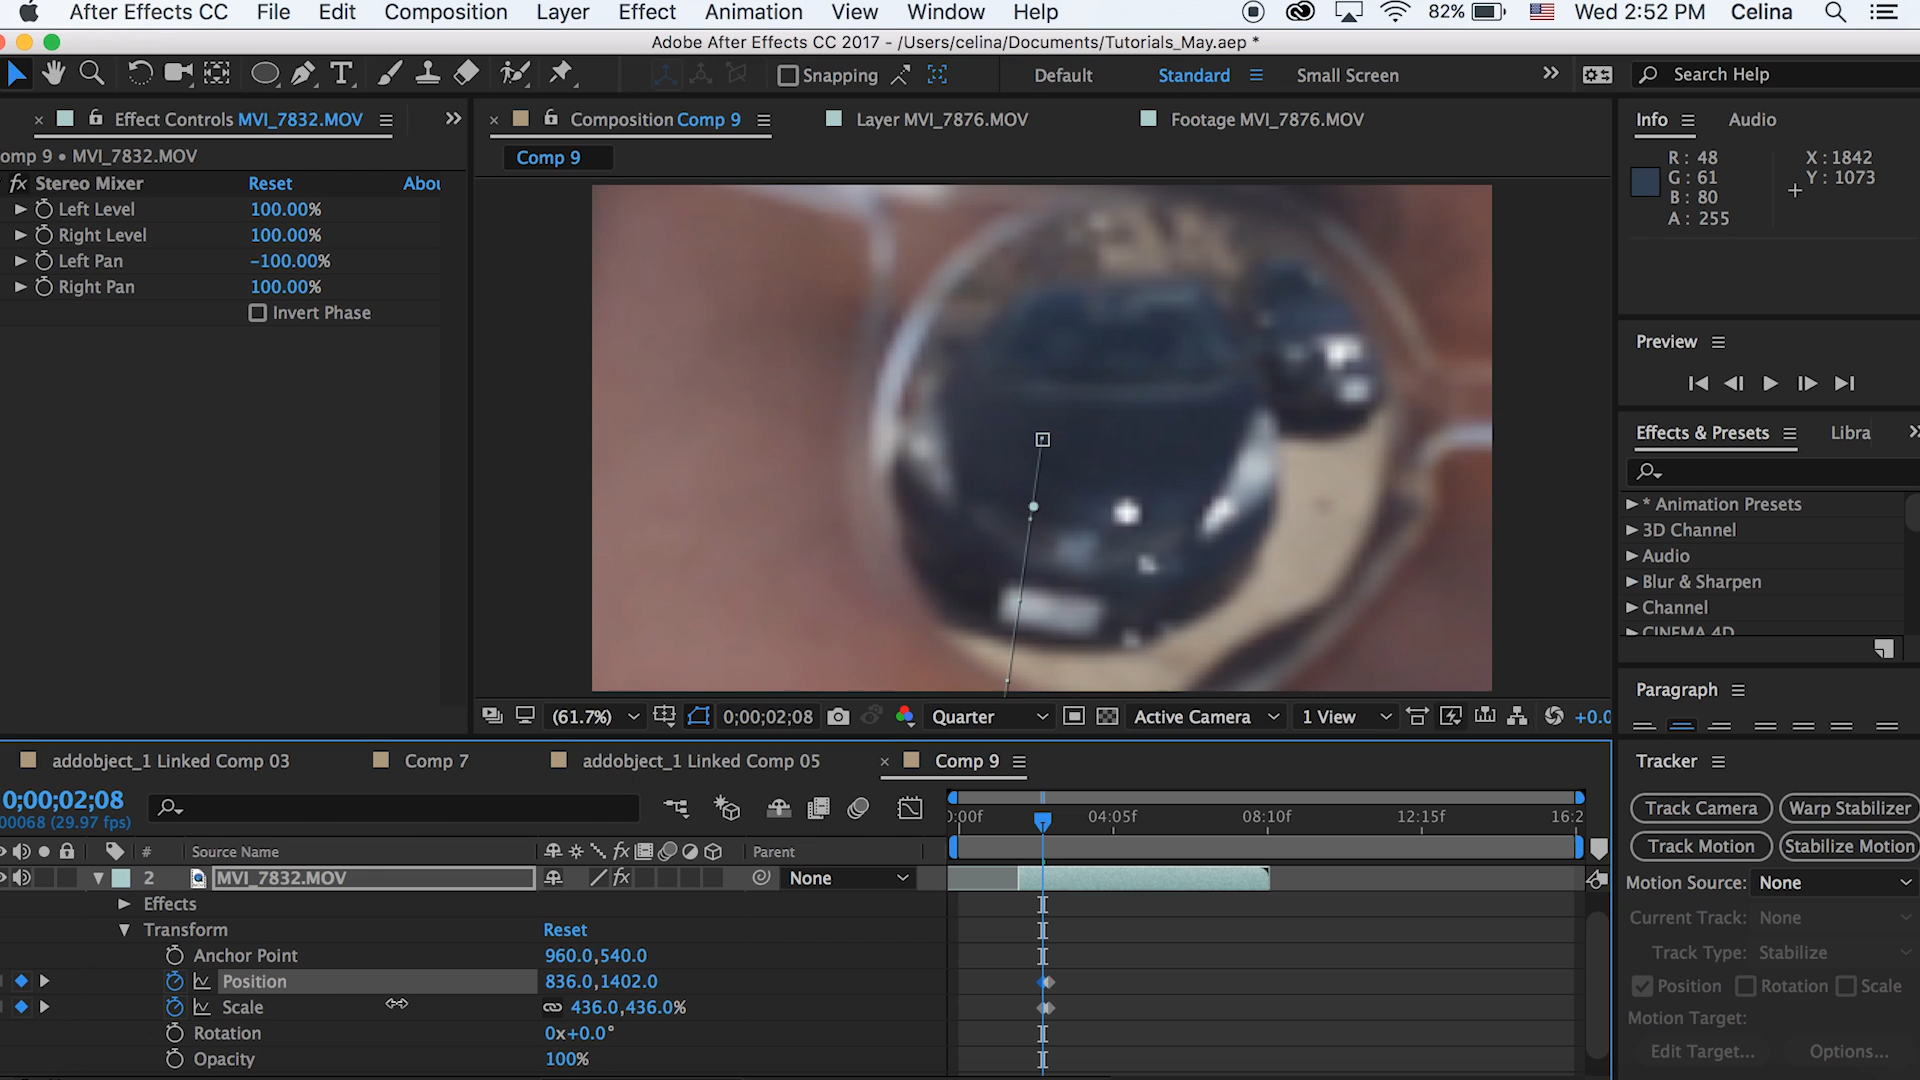 After Effects CC File Edit Composition Layer Effect Animation View Window Help 82% Wed 2:52 PM Celina
Adobe After Effects CC 2017 - /Users/celina/Documents/Tutorials_May.aep *
T Snapping Default Standard Small Screen Search Help
Effect Controls MVI_7832.MOV
Composition Comp 9 Layer MVI_7876.MOV Footage MVI_7876.MOV
Info Audio
omp 9 • MVI_7832.MOV
Comp 9
R: 48 X: 1842
G: 61 Y: 1073
B: 80
A: 255
fx Stereo Mixer Reset Abou
Left Level 100.00%
Right Level 100.00%
Left Pan -100.00%
Right Pan 100.00%
Invert Phase
Preview
Effects & Presets Libra
* Animation Presets
3D Channel
Audio
Blur & Sharpen
Channel
CINEMA 4D
(61.7%) 0;00;02;08 Quarter Active Camera 1 View +0.0
Paragraph
addobject_1 Linked Comp 03 Comp 7 addobject_1 Linked Comp 05 Comp 9
Tracker
0;00;02;08
00068 (29.97 fps)
):00f 04:05f 08:10f 12:15f 16:2
Track Camera Warp Stabilizer
Track Motion Stabilize Motion
# Source Name fx Parent
2 MVI_7832.MOV fx None
Motion Source: None
Effects
Current Track: None
Transform Reset
Track Type: Stabilize
Anchor Point 960.0,540.0
Position 836.0,1402.0
Position Rotation Scale
Scale 436.0,436.0%
Motion Target:
Rotation 0x+0.0°
Edit Target... Options...
Opacity 100%